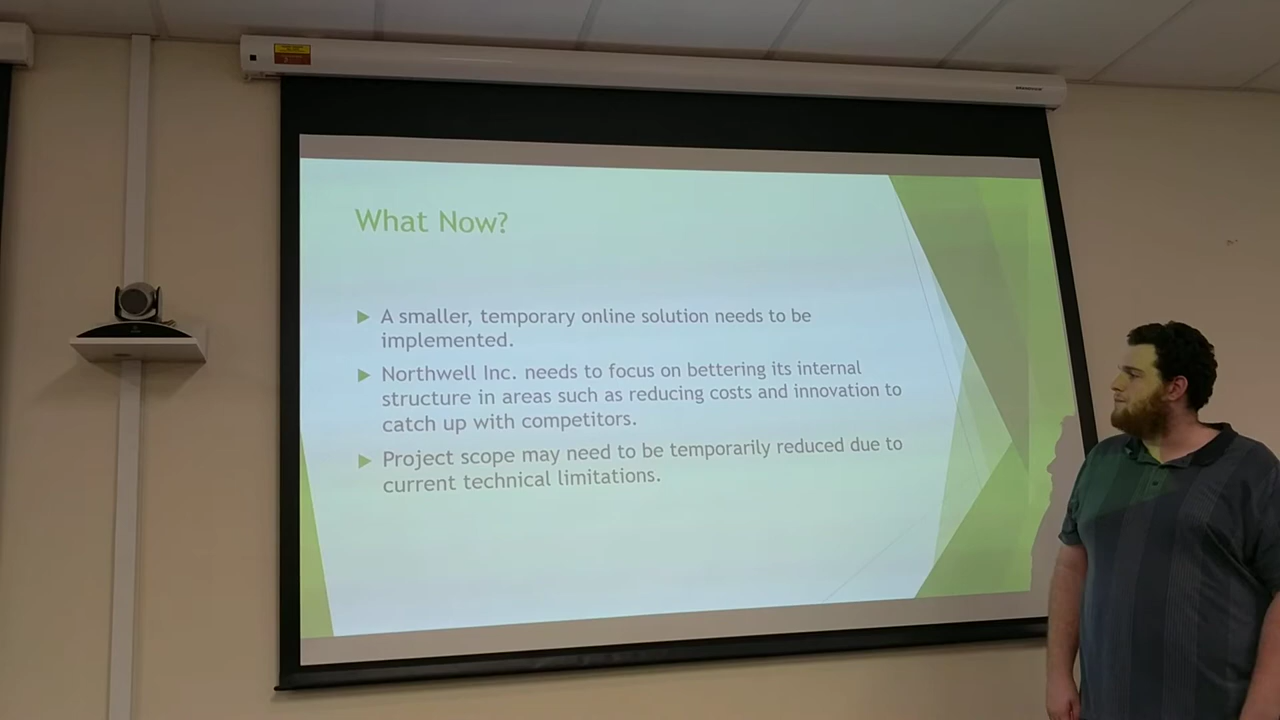 What Now?
A smaller, temporary online solution needs to be
implemented.
Northwell Inc. needs to focus on bettering its internal
structure in areas such as reducing costs and innovation to
catch up with competitors.
Project scope may need to be temporarily reduced due to
current technical limitations.